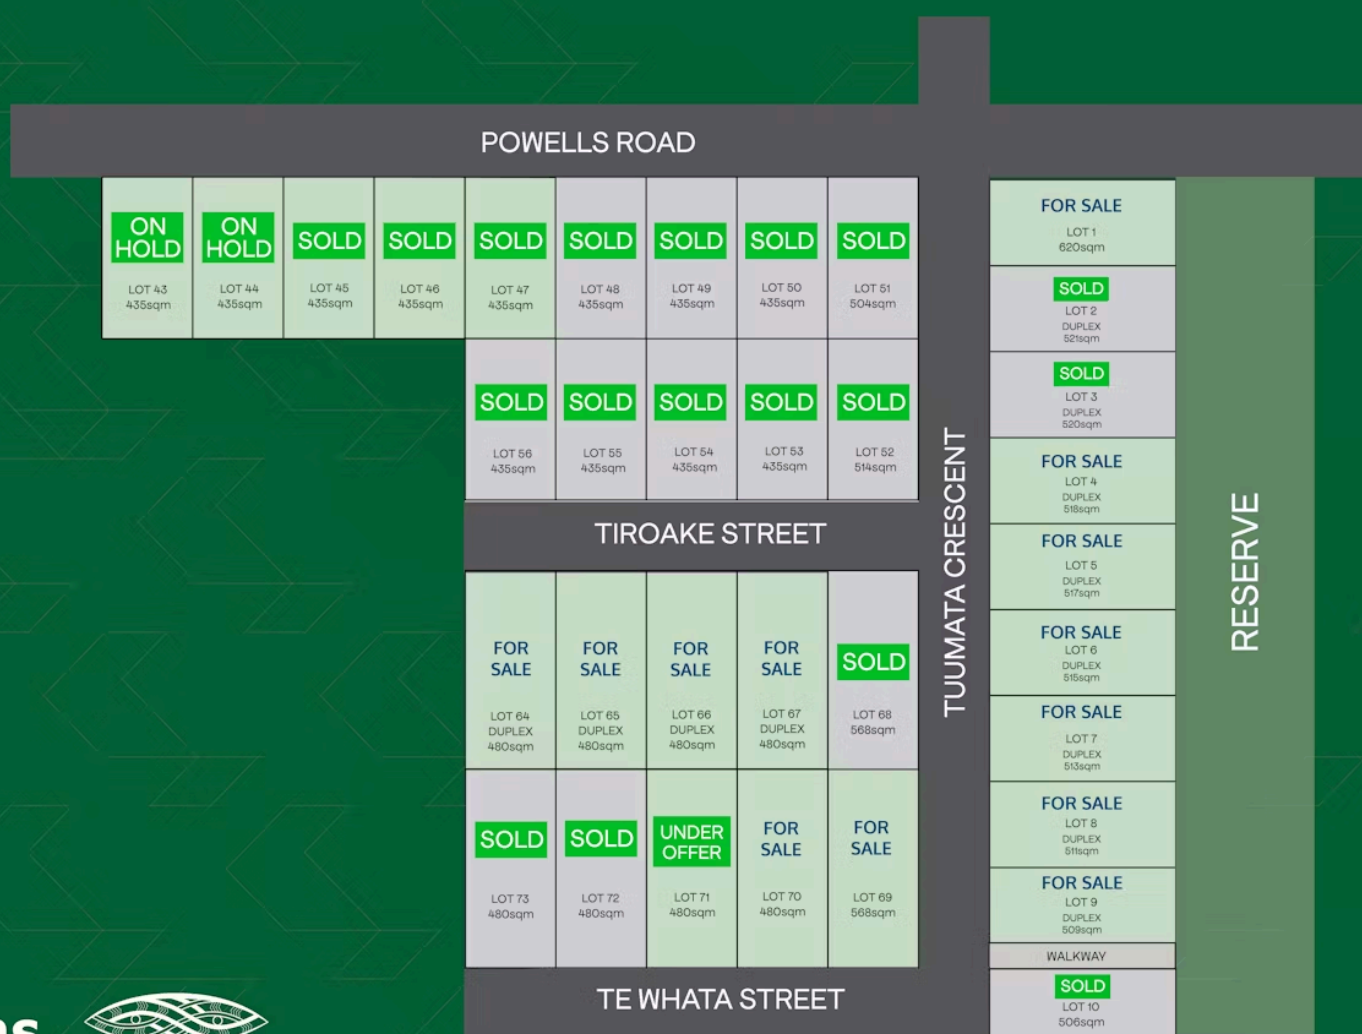 POWELLS ROAD
ON
HOLD
LOT 43
435sqm
ON
HOLD
LOT 44
435sqm
SOLD
LOT 45
435sqm
SOLD
LOT 46
435sqm
SOLD
LOT 47
435sqm
SOLD
LOT 48
435sqm
SOLD
LOT 49
435sqm
SOLD
LOT 50
435sqm
SOLD
LOT 51
504sqm
SOLD
LOT 56
435sqm
SOLD
LOT 55
435sqm
SOLD
LOT 54
435sqm
SOLD
LOT 53
435sqm
SOLD
LOT 52
514sqm
TIROAKE STREET
FOR
SALE
LOT 64
DUPLEX
480sqm
FOR
SALE
LOT 65
DUPLEX
480sqm
FOR
SALE
LOT 66
DUPLEX
480sqm
FOR
SALE
LOT 67
DUPLEX
480sqm
SOLD
LOT 68
568sqm
SOLD
LOT 73
480sqm
SOLD
LOT 72
480sqm
UNDER
OFFER
LOT 71
480sqm
FOR
SALE
LOT 70
480sqm
FOR
SALE
LOT 69
568sqm
TE WHATA STREET
TUUMATA CRESCENT
FOR SALE
LOT 1
620sqm
SOLD
LOT 2
DUPLEX
521sqm
SOLD
LOT 3
DUPLEX
520sqm
FOR SALE
LOT 4
DUPLEX
518sqm
FOR SALE
LOT 5
DUPLEX
517sqm
FOR SALE
LOT 6
DUPLEX
515sqm
FOR SALE
LOT 7
DUPLEX
513sqm
FOR SALE
LOT 8
DUPLEX
511sqm
FOR SALE
LOT 9
DUPLEX
509sqm
WALKWAY
SOLD
LOT 10
506sqm
RESERVE